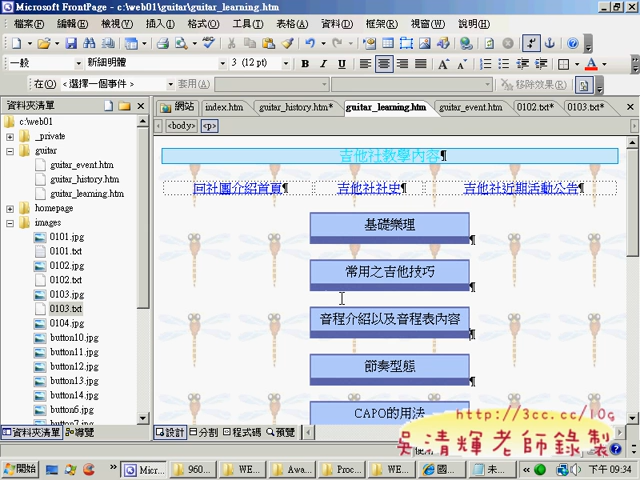 Microsoft FrontPage - c:\web01\guitar\guitar_learning.htm
檔案(F) 編輯(E) 檢視(V) 插入(I) 格式(O) 工具(T) 表格(A) 資料(D) 框架(R) 視窗(W) 說明(H)
一般 新細明體 3 (12 pt) B I U
在(O) <選擇一個事件> 套用(A) 移除效果(R)
資料夾清單 網站 index.htm guitar_history.htm* guitar_learning.htm guitar_event.htm 0102.txt* 0103.txt*
<body> <p>
c:\web01
_private
guitar
guitar_event.htm
guitar_history.htm
guitar_learning.htm
homepage
images
0101.jpg
0101.txt
0102.jpg
0102.txt
0103.jpg
0103.txt
0104.jpg
button10.jpg
button11.jpg
button12.jpg
button13.jpg
button14.jpg
button6.jpg
button7.jpg
吉他社教學內容
回社團介紹首頁 吉他社社史 吉他社近期活動公告
基礎樂理
常用之吉他技巧
音程介紹以及音程表內容
節奏型態
CAPO的用法
資料夾清單 導覽 設計 分割 程式碼 預覽
http://3cc.cc/10g
吳清輝老師錄製
開始 Micr... 960... WE... Awa... Proc... WE... 國... 未... 下午 09:34